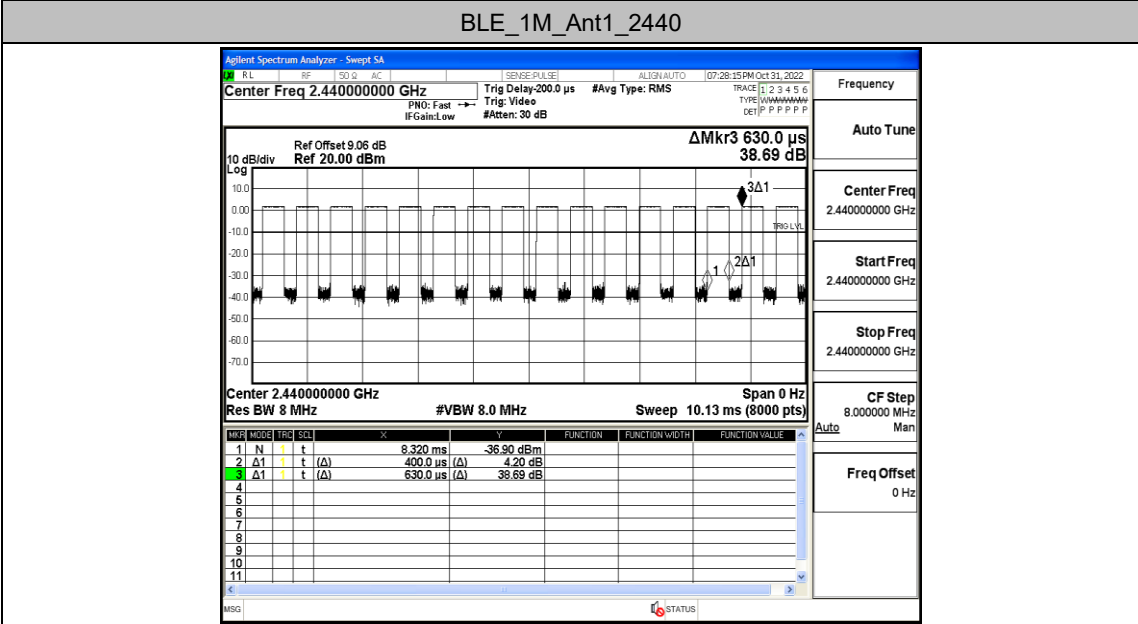 BLE_1M_Ant1_2440
Agilent Spectrum Analyzer - Swept SA
RL RF 50 Ω AC SENSE:PULSE ALIGN AUTO 07:28:15 PM Oct 31, 2022
Center Freq 2.440000000 GHz
PNO: Fast
IFGain:Low
Trig Delay-200.0 µs
Trig: Video
#Atten: 30 dB
#Avg Type: RMS
TRACE 1 2 3 4 5 6
TYPE
DET P P P P P P
ΔMkr3 630.0 µs
38.69 dB
Ref Offset 9.06 dB
10 dB/div Ref 20.00 dBm
Log
10.0
0.00
-10.0
-20.0
-30.0
-40.0
-50.0
-60.0
-70.0
3Δ1
TRIG LVL
1
2Δ1
Center 2.440000000 GHz Span 0 Hz
Res BW 8 MHz #VBW 8.0 MHz Sweep 10.13 ms (8000 pts)
MKR MODE TRC SCL X Y FUNCTION FUNCTION WIDTH FUNCTION VALUE
1 N 1 t 8.320 ms -36.90 dBm
2 Δ1 1 t (Δ) 400.0 µs (Δ) 4.20 dB
3 Δ1 1 t (Δ) 630.0 µs (Δ) 38.69 dB
4
5
6
7
8
9
10
11
MSG STATUS
Frequency
Auto Tune
Center Freq
2.440000000 GHz
Start Freq
2.440000000 GHz
Stop Freq
2.440000000 GHz
CF Step
8.000000 MHz
Auto Man
Freq Offset
0 Hz